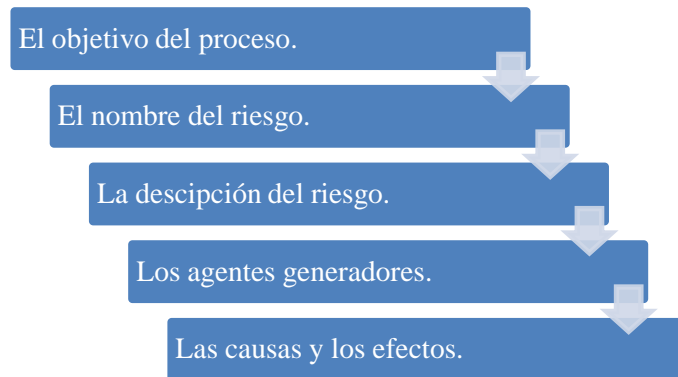 El objetivo del proceso.
El nombre del riesgo.
La descipción del riesgo.
Los agentes generadores.
Las causas y los efectos.